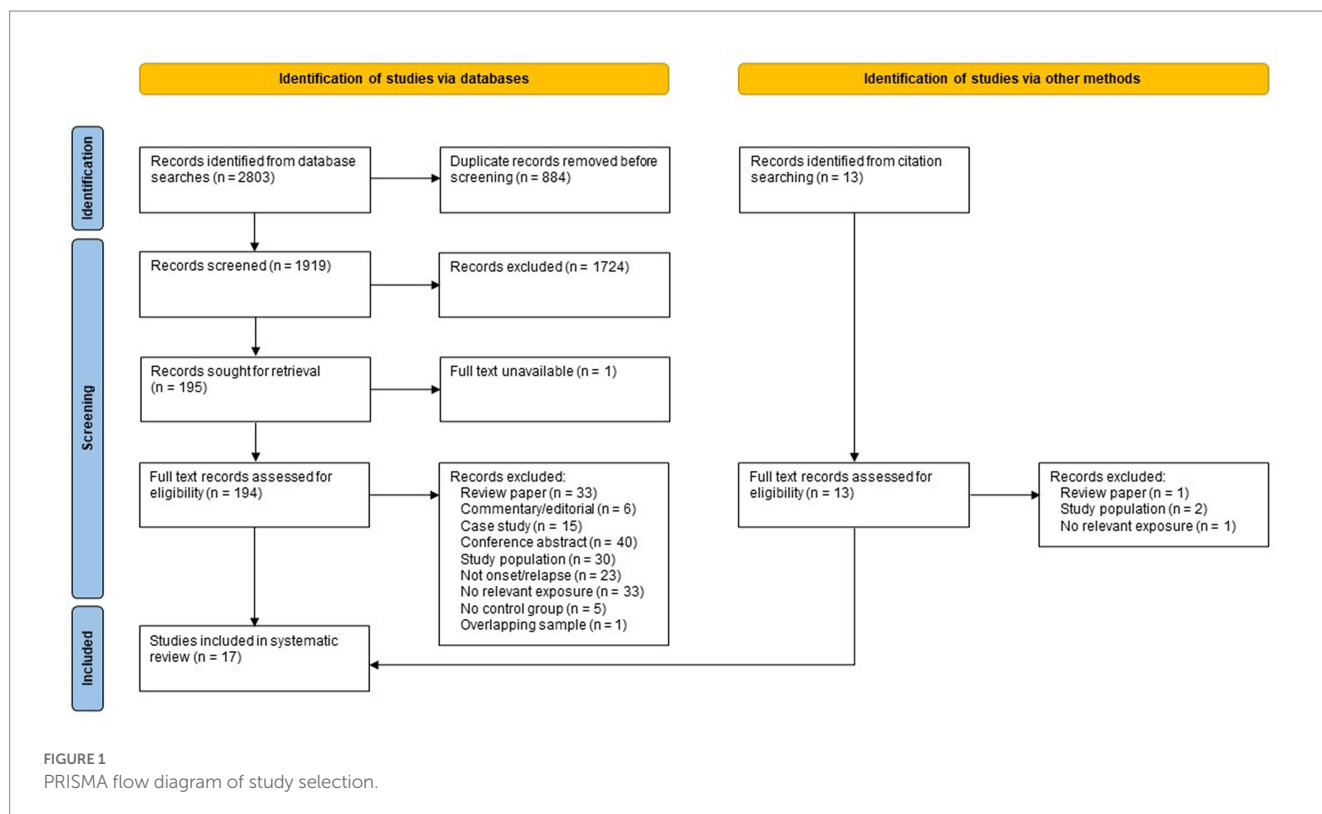 Identification of studies via databases
Identification of studies via other methods
Identification
Records identified from database
searches (n = 2803)
Duplicate records removed before
screening (n = 884)
Records identified from citation
searching (n = 13)
Screening
Records screened (n = 1919)
Records excluded (n = 1724)
Records sought for retrieval
(n = 195)
Full text unavailable (n = 1)
Full text records assessed for
eligibility (n = 194)
Records excluded:
Review paper (n = 33)
Commentary/editorial (n = 6)
Case study (n = 15)
Conference abstract (n = 40)
Study population (n = 30)
Not onset/relapse (n = 23)
No relevant exposure (n = 33)
No control group (n = 5)
Overlapping sample (n = 1)
Full text records assessed for
eligibility (n = 13)
Records excluded:
Review paper (n = 1)
Study population (n = 2)
No relevant exposure (n = 1)
Included
Studies included in systematic
review (n = 17)
FIGURE 1
PRISMA flow diagram of study selection.